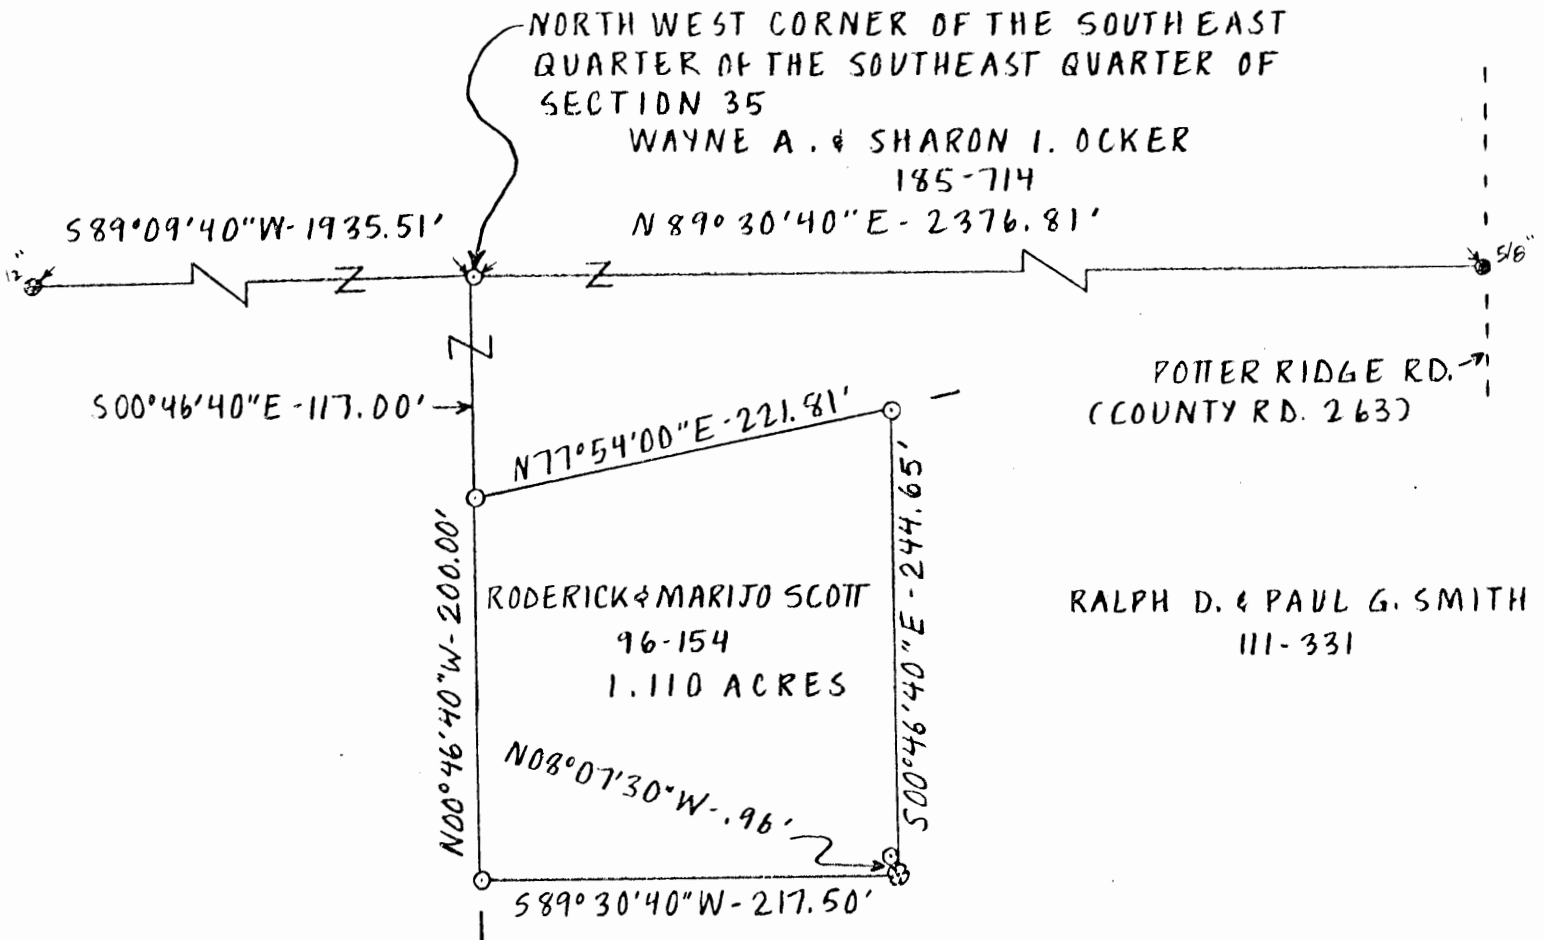 NORTH WEST CORNER OF THE SOUTHEAST
QUARTER OF THE SOUTHEAST QUARTER OF
SECTION 35
WAYNE A. & SHARON I. OCKER
185-714
S89°09'40"W-1935.51'
N89°30'40"E-2376.81'
12"
5/8"
POTTER RIDGE RD.
(COUNTY RD. 263)
S00°46'40"E-117.00'
N77°54'00"E-221.81'
N00°46'40"W-200.00'
S00°46'40"E-244.65'
RODERICK & MARIJO SCOTT
96-154
1.110 ACRES
RALPH D. & PAUL G. SMITH
111-331
N08°07'30"W-.96'
S89°30'40"W-217.50'